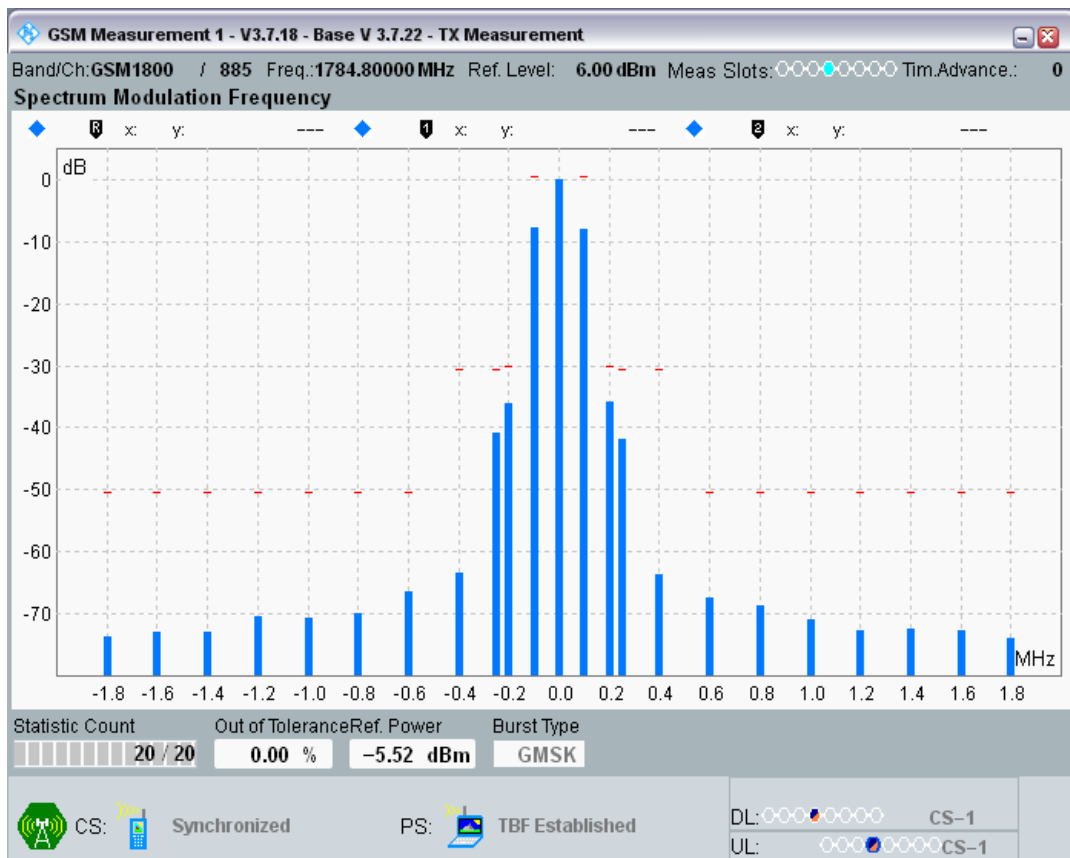 GSM Measurement 1 - V3.7.18 - Base V 3.7.22 - TX Measurement
Band/Ch:GSM1800 / 885 Freq.:1784.80000 MHz Ref. Level: 6.00 dBm Meas Slots: Tim.Advance.: 0
Spectrum Modulation Frequency
R x: y: --- 1 x: y: --- 2 x: y: ---
dB
0
-10
-20
-30
-40
-50
-60
-70
MHz
-1.8 -1.6 -1.4 -1.2 -1.0 -0.8 -0.6 -0.4 -0.2 0.0 0.2 0.4 0.6 0.8 1.0 1.2 1.4 1.6 1.8
Statistic Count Out of Tolerance Ref. Power Burst Type
20 / 20 0.00 % −5.52 dBm GMSK
CS: Synchronized PS: TBF Established
DL: CS−1
UL: CS−1